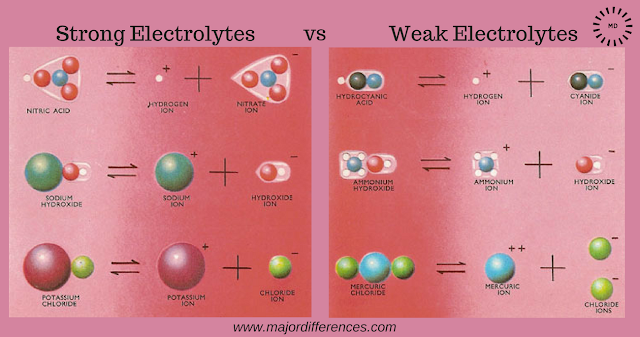 Strong Electrolytes vs Weak Electrolytes
MD
NITRIC ACID
+
HYDROGEN
ION
+
−
NITRATE
ION
SODIUM
HYDROXIDE
+
SODIUM
ION
+
−
HYDROXIDE
ION
POTASSIUM
CHLORIDE
+
POTASSIUM
ION
+
−
CHLORIDE
ION
HYDROCYANIC
ACID
+
HYDROGEN
ION
+
−
CYANIDE
ION
AMMONIUM
HYDROXIDE
+
AMMONIUM
ION
+
−
HYDROXIDE
ION
MERCURIC
CHLORIDE
++
MERCURIC
ION
+
−
−
CHLORIDE
IONS
www.majordifferences.com